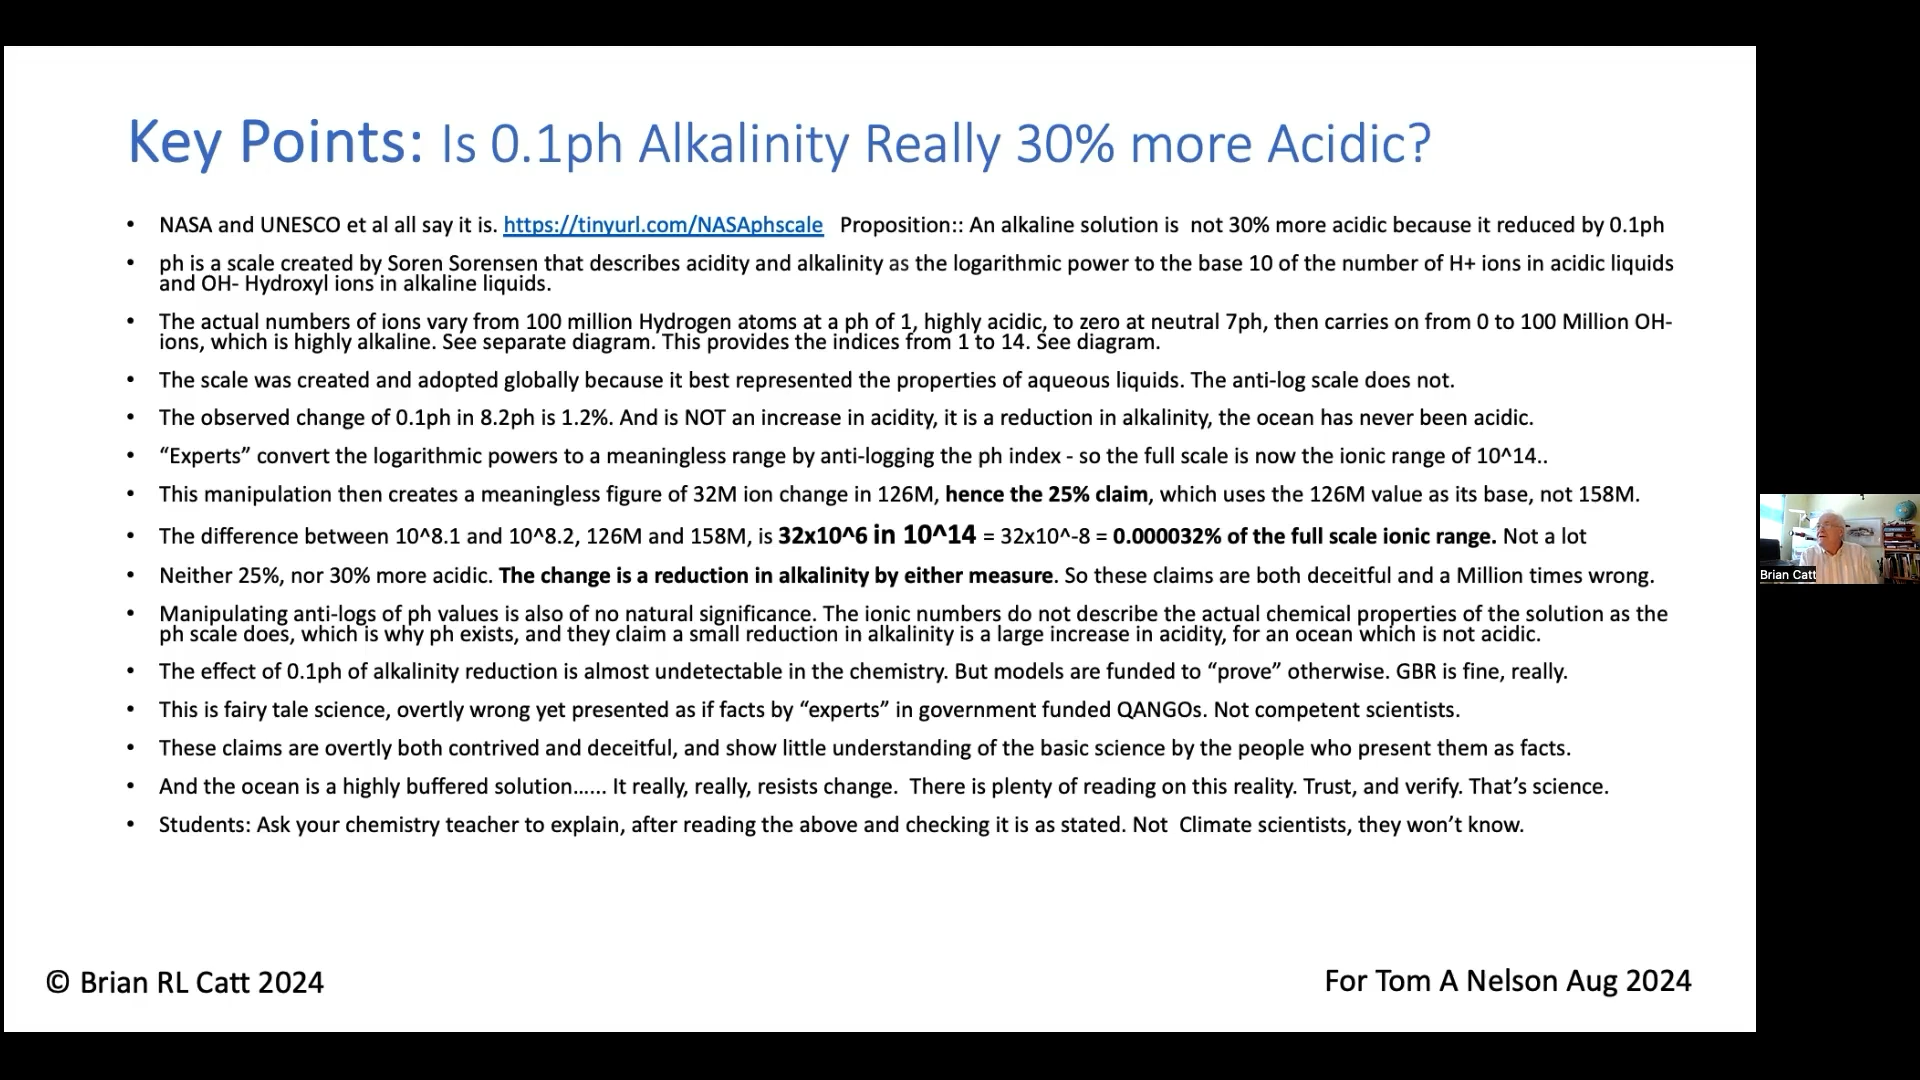 Key Points: Is 0.1ph Alkalinity Really 30% more Acidic?
• NASA and UNESCO et al all say it is. https://tinyurl.com/NASAphscale Proposition:: An alkaline solution is not 30% more acidic because it reduced by 0.1ph
• ph is a scale created by Soren Sorensen that describes acidity and alkalinity as the logarithmic power to the base 10 of the number of H+ ions in acidic liquids
and OH- Hydroxyl ions in alkaline liquids.
• The actual numbers of ions vary from 100 million Hydrogen atoms at a ph of 1, highly acidic, to zero at neutral 7ph, then carries on from 0 to 100 Million OH-
ions, which is highly alkaline. See separate diagram. This provides the indices from 1 to 14. See diagram.
• The scale was created and adopted globally because it best represented the properties of aqueous liquids. The anti-log scale does not.
• The observed change of 0.1ph in 8.2ph is 1.2%. And is NOT an increase in acidity, it is a reduction in alkalinity, the ocean has never been acidic.
• “Experts” convert the logarithmic powers to a meaningless range by anti-logging the ph index - so the full scale is now the ionic range of 10^14..
• This manipulation then creates a meaningless figure of 32M ion change in 126M, hence the 25% claim, which uses the 126M value as its base, not 158M.
• The difference between 10^8.1 and 10^8.2, 126M and 158M, is 32x10^6 in 10^14 = 32x10^-8 = 0.000032% of the full scale ionic range. Not a lot
• Neither 25%, nor 30% more acidic. The change is a reduction in alkalinity by either measure. So these claims are both deceitful and a Million times wrong.
• Manipulating anti-logs of ph values is also of no natural significance. The ionic numbers do not describe the actual chemical properties of the solution as the
ph scale does, which is why ph exists, and they claim a small reduction in alkalinity is a large increase in acidity, for an ocean which is not acidic.
• The effect of 0.1ph of alkalinity reduction is almost undetectable in the chemistry. But models are funded to “prove” otherwise. GBR is fine, really.
• This is fairy tale science, overtly wrong yet presented as if facts by “experts” in government funded QANGOs. Not competent scientists.
• These claims are overtly both contrived and deceitful, and show little understanding of the basic science by the people who present them as facts.
• And the ocean is a highly buffered solution...... It really, really, resists change. There is plenty of reading on this reality. Trust, and verify. That’s science.
• Students: Ask your chemistry teacher to explain, after reading the above and checking it is as stated. Not Climate scientists, they won’t know.
Brian Catt
© Brian RL Catt 2024
For Tom A Nelson Aug 2024